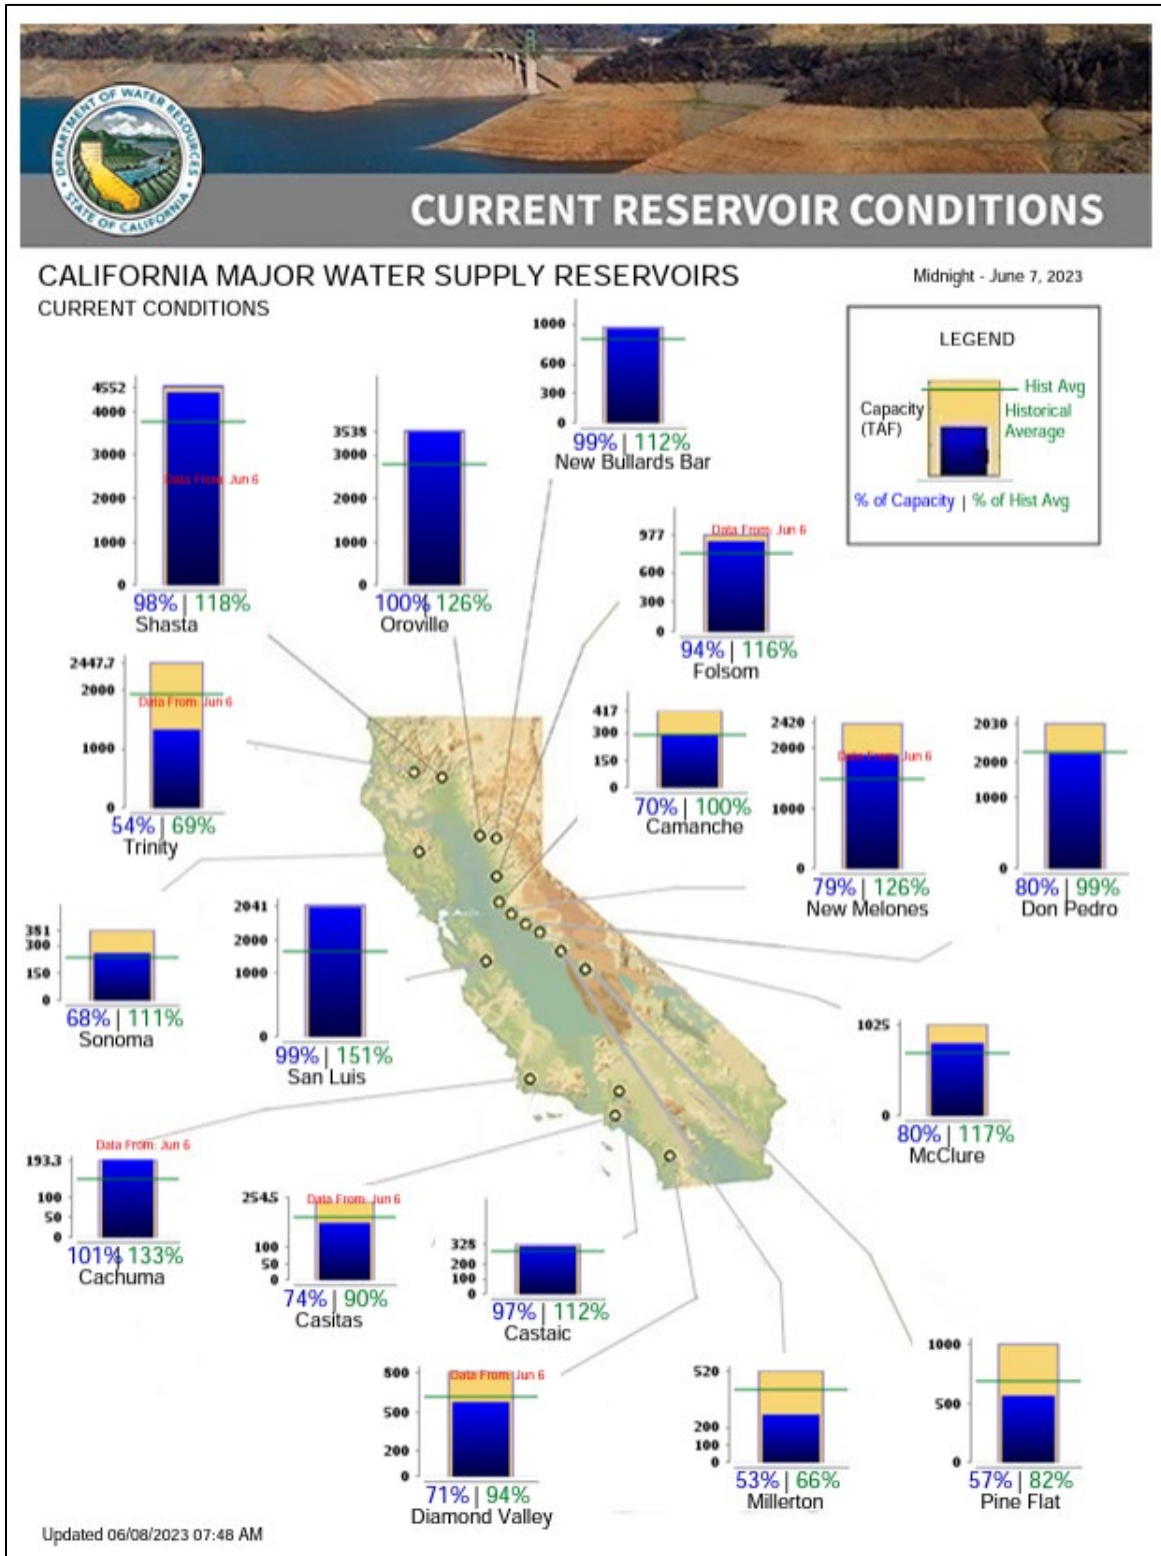 DEPARTMENT OF WATER RESOURCES
STATE OF CALIFORNIA
CURRENT RESERVOIR CONDITIONS
CALIFORNIA MAJOR WATER SUPPLY RESERVOIRS
CURRENT CONDITIONS
Midnight - June 7, 2023
LEGEND
Hist Avg
Capacity
(TAF)
Historical
Average
% of Capacity | % of Hist Avg
4552
4000
3000
2000
1000
0
Data From: Jun 6
98% | 118%
Shasta
3538
3000
2000
1000
0
100% | 126%
Oroville
1000
600
300
0
99% | 112%
New Bullards Bar
Data From: Jun 6
977
600
300
0
94% | 116%
Folsom
2447.7
2000
1000
0
Data From: Jun 6
54% | 69%
Trinity
417
300
150
0
70% | 100%
Camanche
2420
2000
1000
0
Data From: Jun 6
79% | 126%
New Melones
2030
2000
1000
0
80% | 99%
Don Pedro
381
300
150
0
68% | 111%
Sonoma
2041
2000
1000
0
99% | 151%
San Luis
1025
0
80% | 117%
McClure
Data From: Jun 6
193.3
100
50
0
101% | 133%
Cachuma
Data From: Jun 6
254.5
100
50
0
74% | 90%
Casitas
328
200
100
0
97% | 112%
Castaic
800
500
200
0
Data From: Jun 6
71% | 94%
Diamond Valley
520
200
100
0
53% | 66%
Millerton
1000
500
0
57% | 82%
Pine Flat
Updated 06/08/2023 07:48 AM